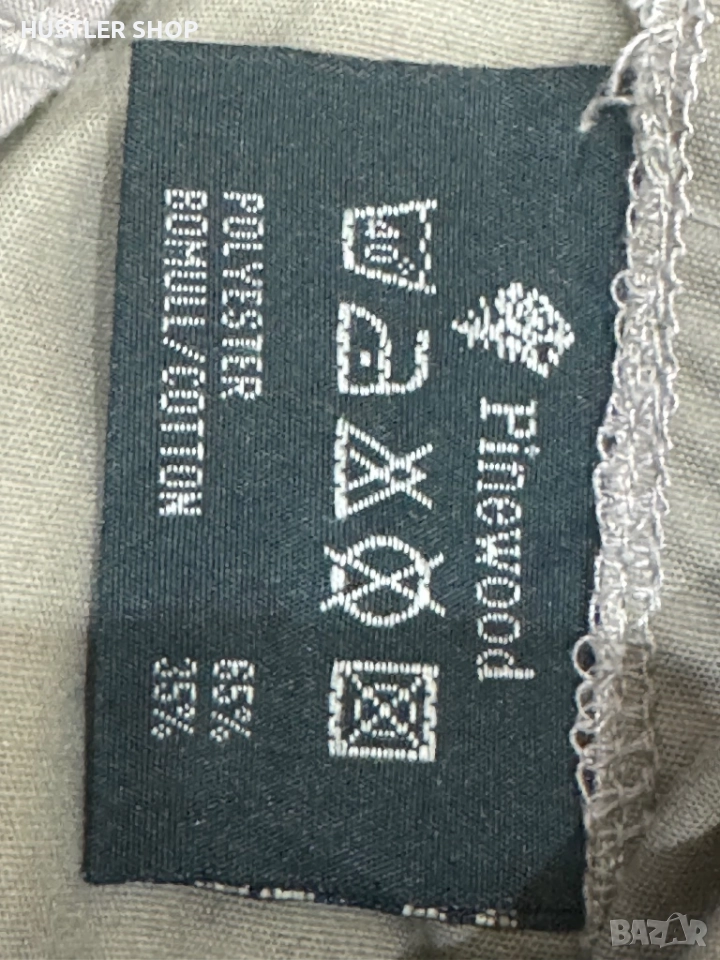 HUSTLER SHOP
Pinewood
40°
POLYESTER 65%
BOMULL/COTTON 35%
BAZAR